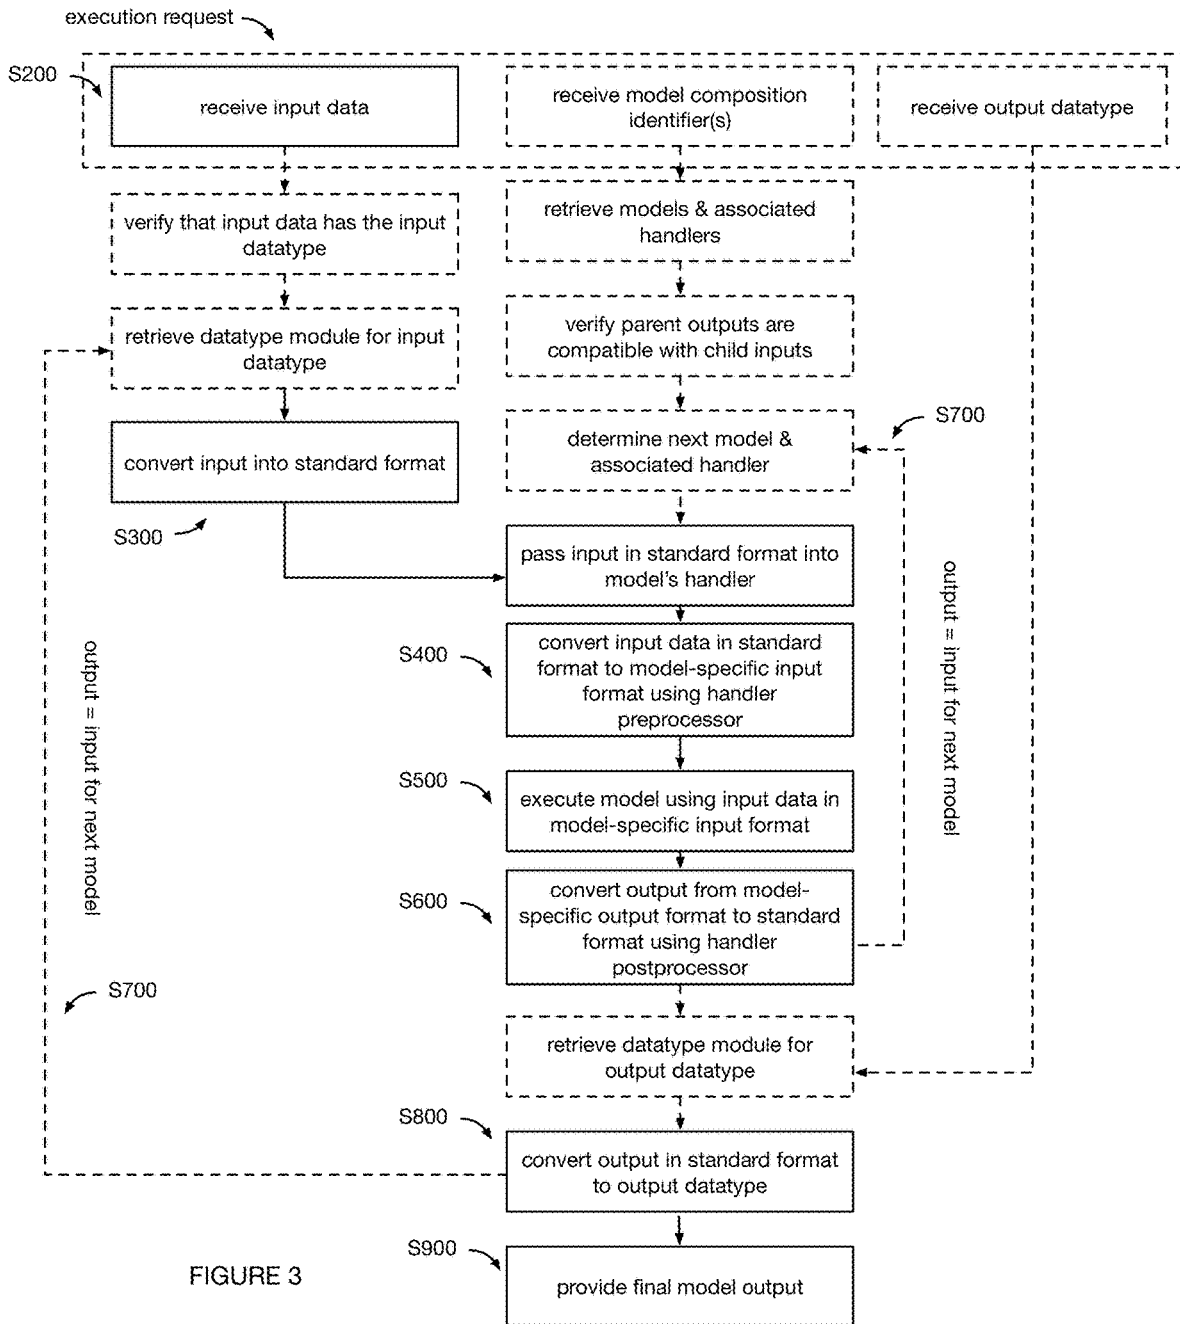 execution request
S200
receive input data
receive model composition
identifier(s)
receive output datatype
verify that input data has the input
datatype
retrieve models & associated
handlers
retrieve datatype module for input
datatype
verify parent outputs are
compatible with child inputs
S700
convert input into standard format
determine next model &
associated handler
S300
pass input in standard format into
model's handler
output = input for next model
S400
convert input data in standard
format to model-specific input
format using handler
preprocessor
output = input for next model
S500
execute model using input data in
model-specific input format
S600
convert output from model-
specific output format to standard
format using handler
postprocessor
S700
retrieve datatype module for
output datatype
S800
convert output in standard format
to output datatype
S900
provide final model output
FIGURE 3